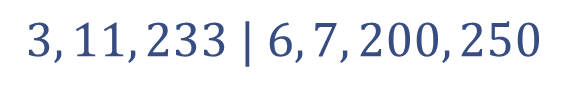 3, 11, 233 | 6, 7, 200, 250